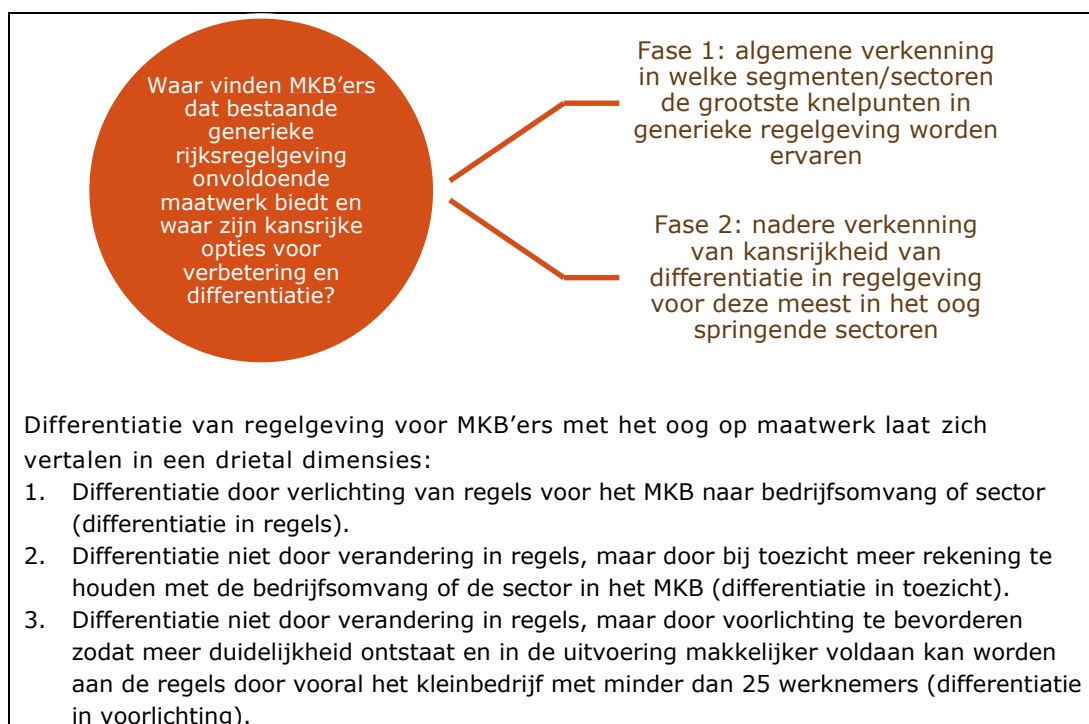 Waar vinden MKB’ers
dat bestaande
generieke
rijksregelgeving
onvoldoende
maatwerk biedt en
waar zijn kansrijke
opties voor
verbetering en
differentiatie?
Fase 1: algemene verkenning
in welke segmenten/sectoren
de grootste knelpunten in
generieke regelgeving worden
ervaren
Fase 2: nadere verkenning
van kansrijkheid van
differentiatie in regelgeving
voor deze meest in het oog
springende sectoren
Differentiatie van regelgeving voor MKB’ers met het oog op maatwerk laat zich
vertalen in een drietal dimensies:
1. Differentiatie door verlichting van regels voor het MKB naar bedrijfsomvang of sector
(differentiatie in regels).
2. Differentiatie niet door verandering in regels, maar door bij toezicht meer rekening te
houden met de bedrijfsomvang of de sector in het MKB (differentiatie in toezicht).
3. Differentiatie niet door verandering in regels, maar door voorlichting te bevorderen
zodat meer duidelijkheid ontstaat en in de uitvoering makkelijker voldaan kan worden
aan de regels door vooral het kleinbedrijf met minder dan 25 werknemers (differentiatie
in voorlichting).